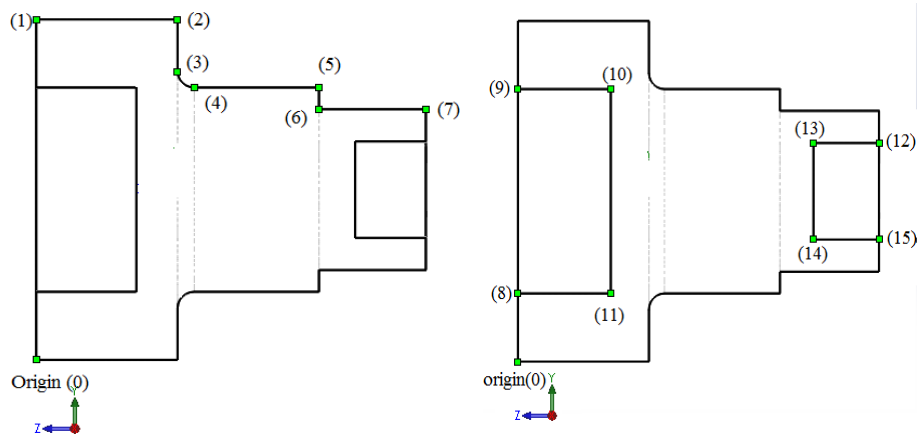 (1)
(2)
(3)
(4)
(5)
(6)
(7)
Origin (0)
Y
Z
(9)
(10)
(13)
(12)
(14)
(15)
(8)
(11)
origin(0)
Y
Z
Y